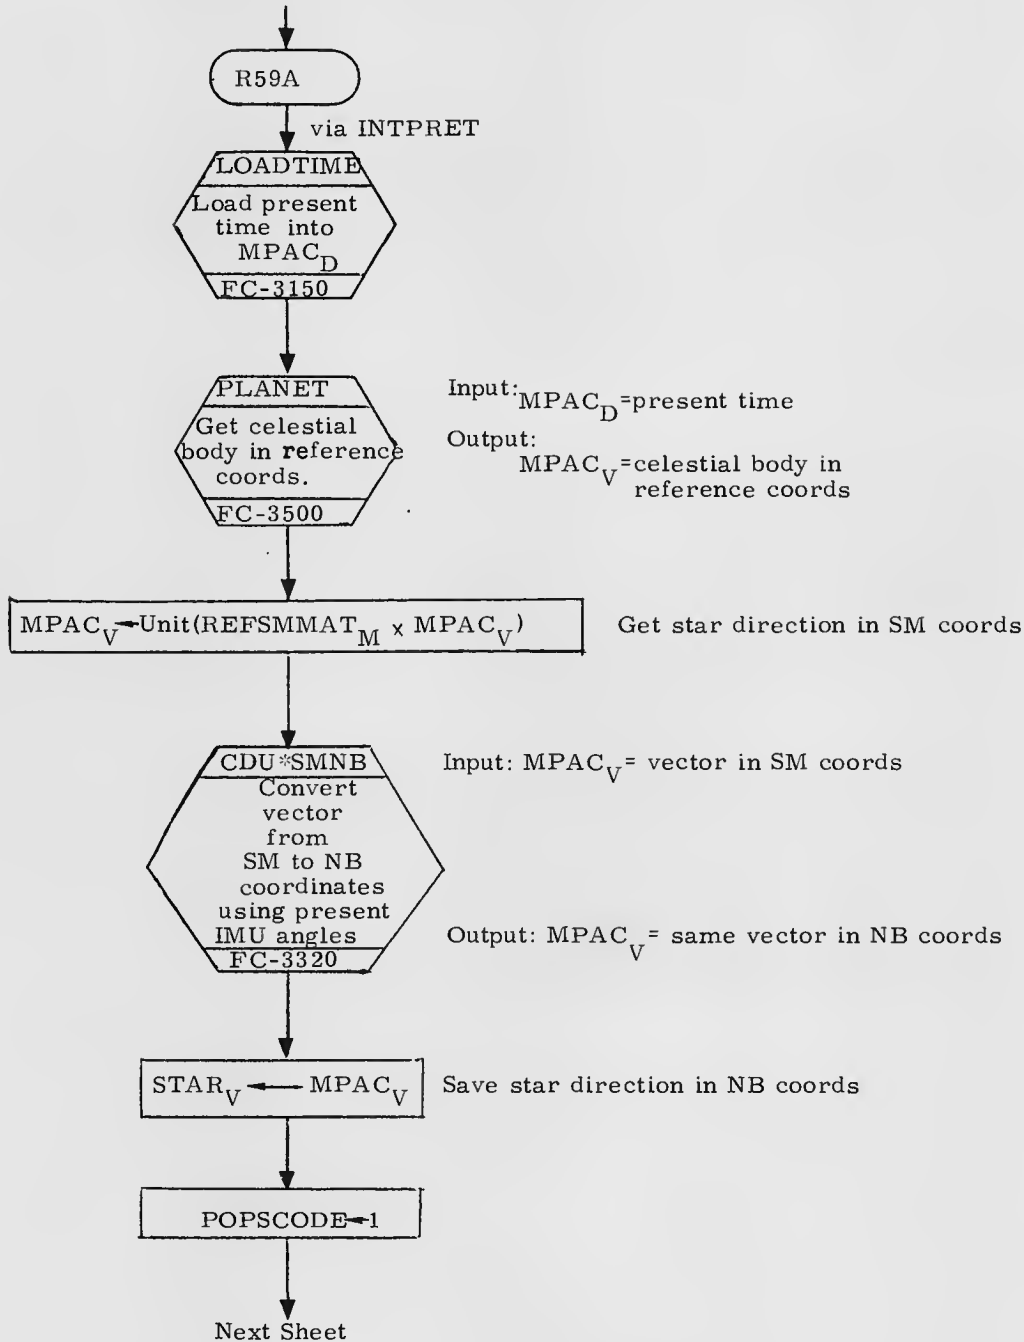 R59A
via INTPRET
LOADTIME
Load present
time into
MPAC_D
FC-3150
PLANET
Get celestial
body in reference
coords.
FC-3500
Input: MPAC_D=present time
Output:
MPAC_V=celestial body in
reference coords
MPAC_V←Unit(REFSMMAT_M x MPAC_V)
Get star direction in SM coords
CDU*SMNB
Convert
vector
from
SM to NB
coordinates
using present
IMU angles
FC-3320
Input: MPAC_V= vector in SM coords
Output: MPAC_V= same vector in NB coords
STAR_V ← MPAC_V
Save star direction in NB coords
POPSCODE←1
Next Sheet